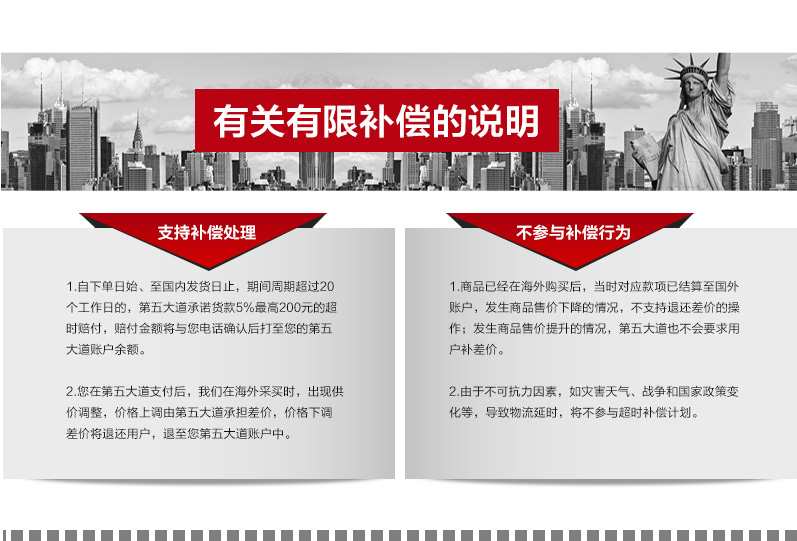 有关有限补偿的说明
支持补偿处理
1.自下单日始、至国内发货日止，期间周期超过20
个工作日的，第五大道承诺货款5%最高200元的超
时赔付，赔付金额将与您电话确认后打至您的第五
大道账户余额。
2.您在第五大道支付后，我们在海外采买时，出现供
价调整，价格上调由第五大道承担差价，价格下调
差价将退还用户，退至您第五大道账户中。
不参与补偿行为
1.商品已经在海外购买后，当时对应款项已结算至国外
账户，发生商品售价下降的情况，不支持退还差价的操
作；发生商品售价提升的情况，第五大道也不会要求用
户补差价。
2.由于不可抗力因素，如灾害天气、战争和国家政策变
化等，导致物流延时，将不参与超时补偿计划。